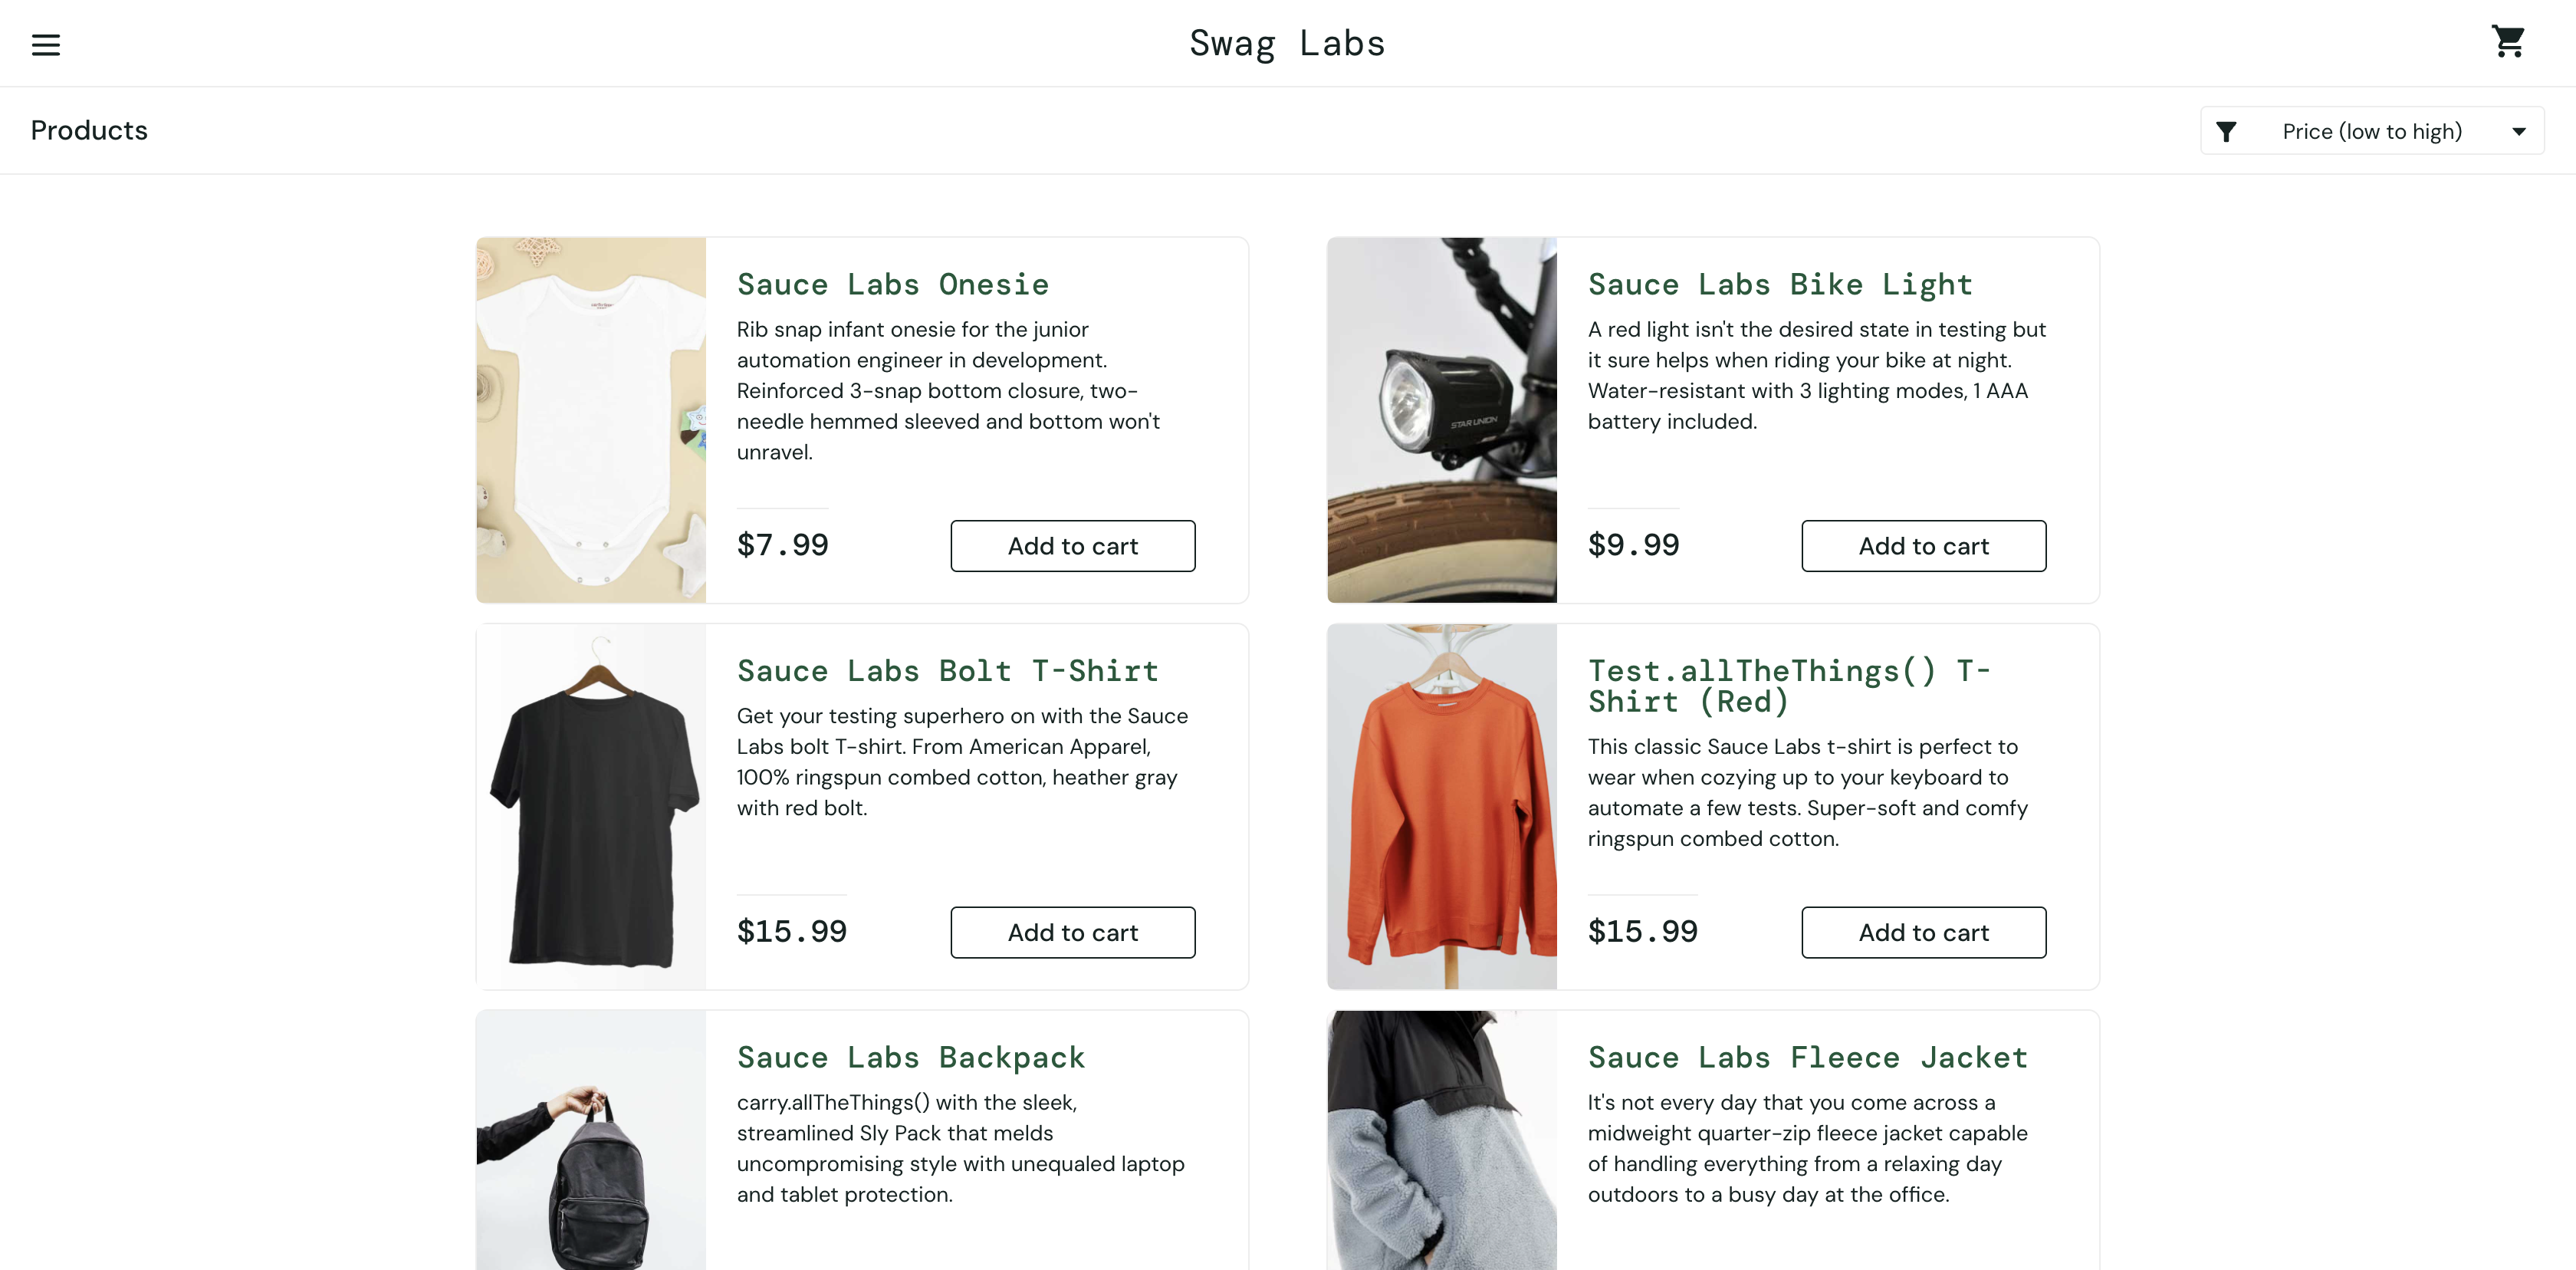 Swag Labs
Products
Price (low to high)
Sauce Labs Onesie
Rib snap infant onesie for the junior
automation engineer in development.
Reinforced 3-snap bottom closure, two-
needle hemmed sleeved and bottom won't
unravel.
$7.99
Add to cart
Sauce Labs Bike Light
A red light isn't the desired state in testing but
it sure helps when riding your bike at night.
Water-resistant with 3 lighting modes, 1 AAA
battery included.
STAR UNION
$9.99
Add to cart
Sauce Labs Bolt T-Shirt
Get your testing superhero on with the Sauce
Labs bolt T-shirt. From American Apparel,
100% ringspun combed cotton, heather gray
with red bolt.
$15.99
Add to cart
Test.allTheThings() T-
Shirt (Red)
This classic Sauce Labs t-shirt is perfect to
wear when cozying up to your keyboard to
automate a few tests. Super-soft and comfy
ringspun combed cotton.
$15.99
Add to cart
Sauce Labs Backpack
carry.allTheThings() with the sleek,
streamlined Sly Pack that melds
uncompromising style with unequaled laptop
and tablet protection.
Sauce Labs Fleece Jacket
It's not every day that you come across a
midweight quarter-zip fleece jacket capable
of handling everything from a relaxing day
outdoors to a busy day at the office.